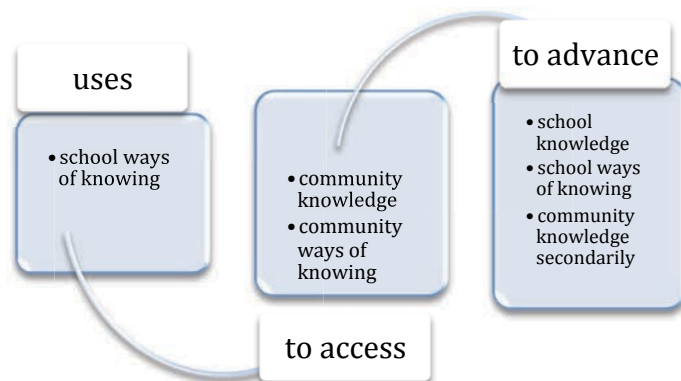 uses
• school ways
of knowing
• community
knowledge
• community
ways of
knowing
to access
to advance
• school
knowledge
• school ways
of knowing
• community
knowledge
secondarily